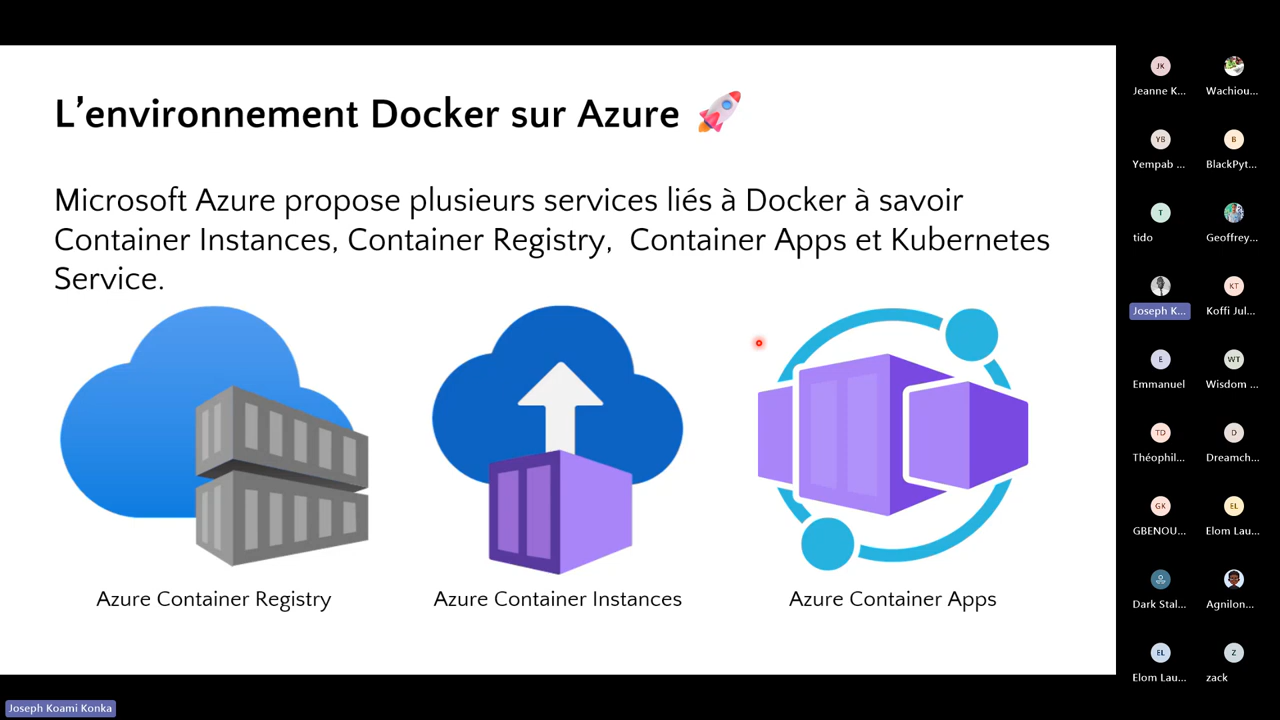 L’environnement Docker sur Azure 🚀
Microsoft Azure propose plusieurs services liés à Docker à savoir
Container Instances, Container Registry, Container Apps et Kubernetes
Service.
Azure Container Registry
Azure Container Instances
Azure Container Apps
JK
Jeanne K...
Wachiou...
YB
Yempab ...
B
BlackPyt...
T
tido
Geoffrey...
Joseph K...
KT
Koffi Jul...
E
Emmanuel
WT
Wisdom ...
TD
Théophil...
D
Dreamch...
GK
GBENOU...
EL
Elom Lau...
Dark Stal...
Agnilon...
EL
Elom Lau...
Z
zack
Joseph Koami Konka